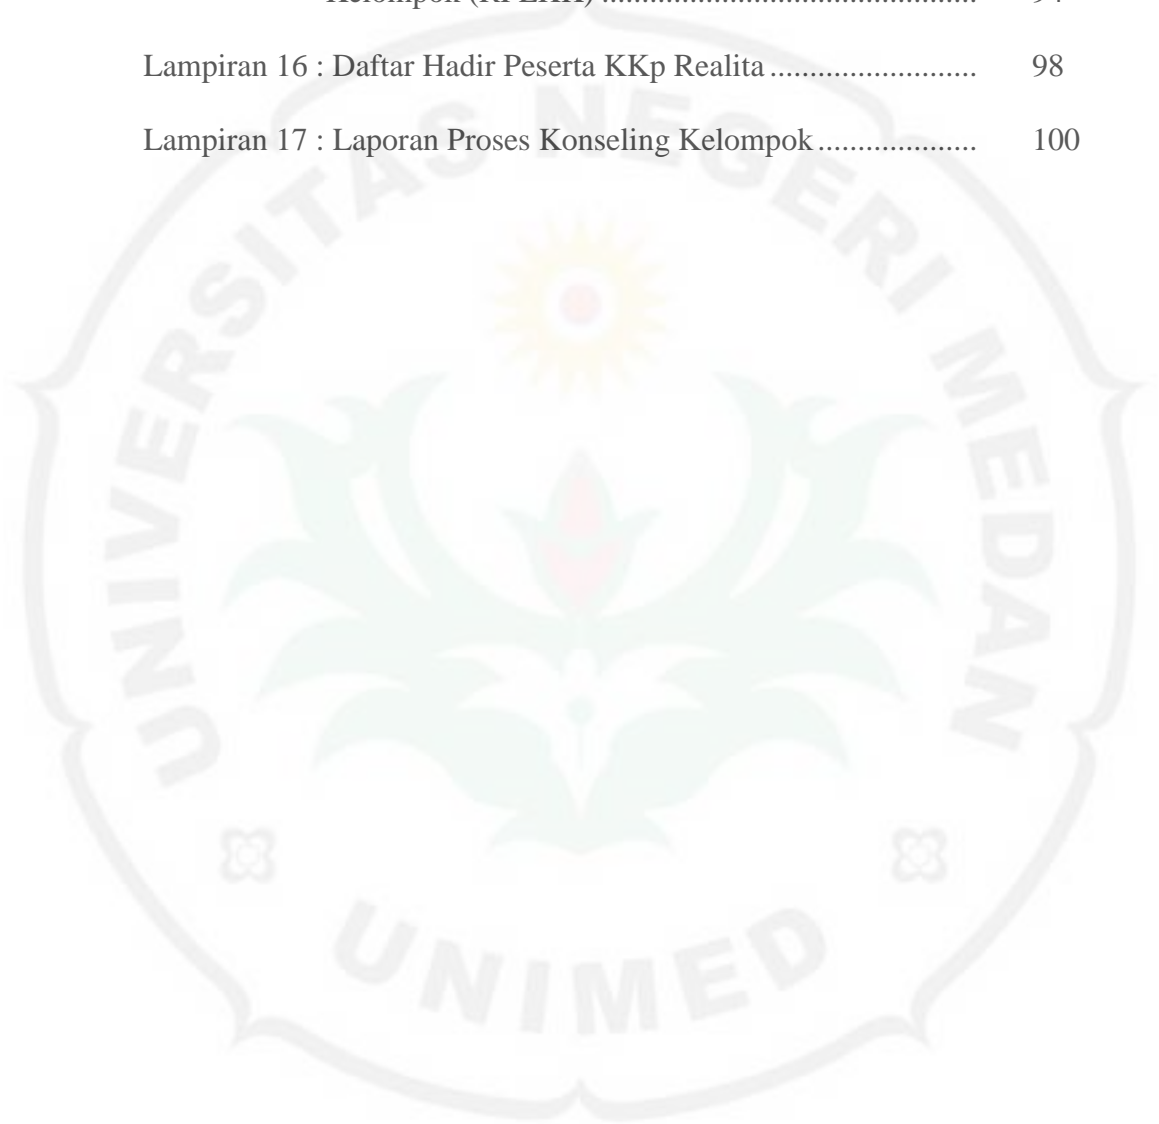 98
Lampiran 16 : Daftar Hadir Peserta KKp Realita ..........................
Lampiran 17 : Laporan Proses Konseling Kelompok .................... 100
UNIVERSITAS NEGERI MEDAN
UNIMED